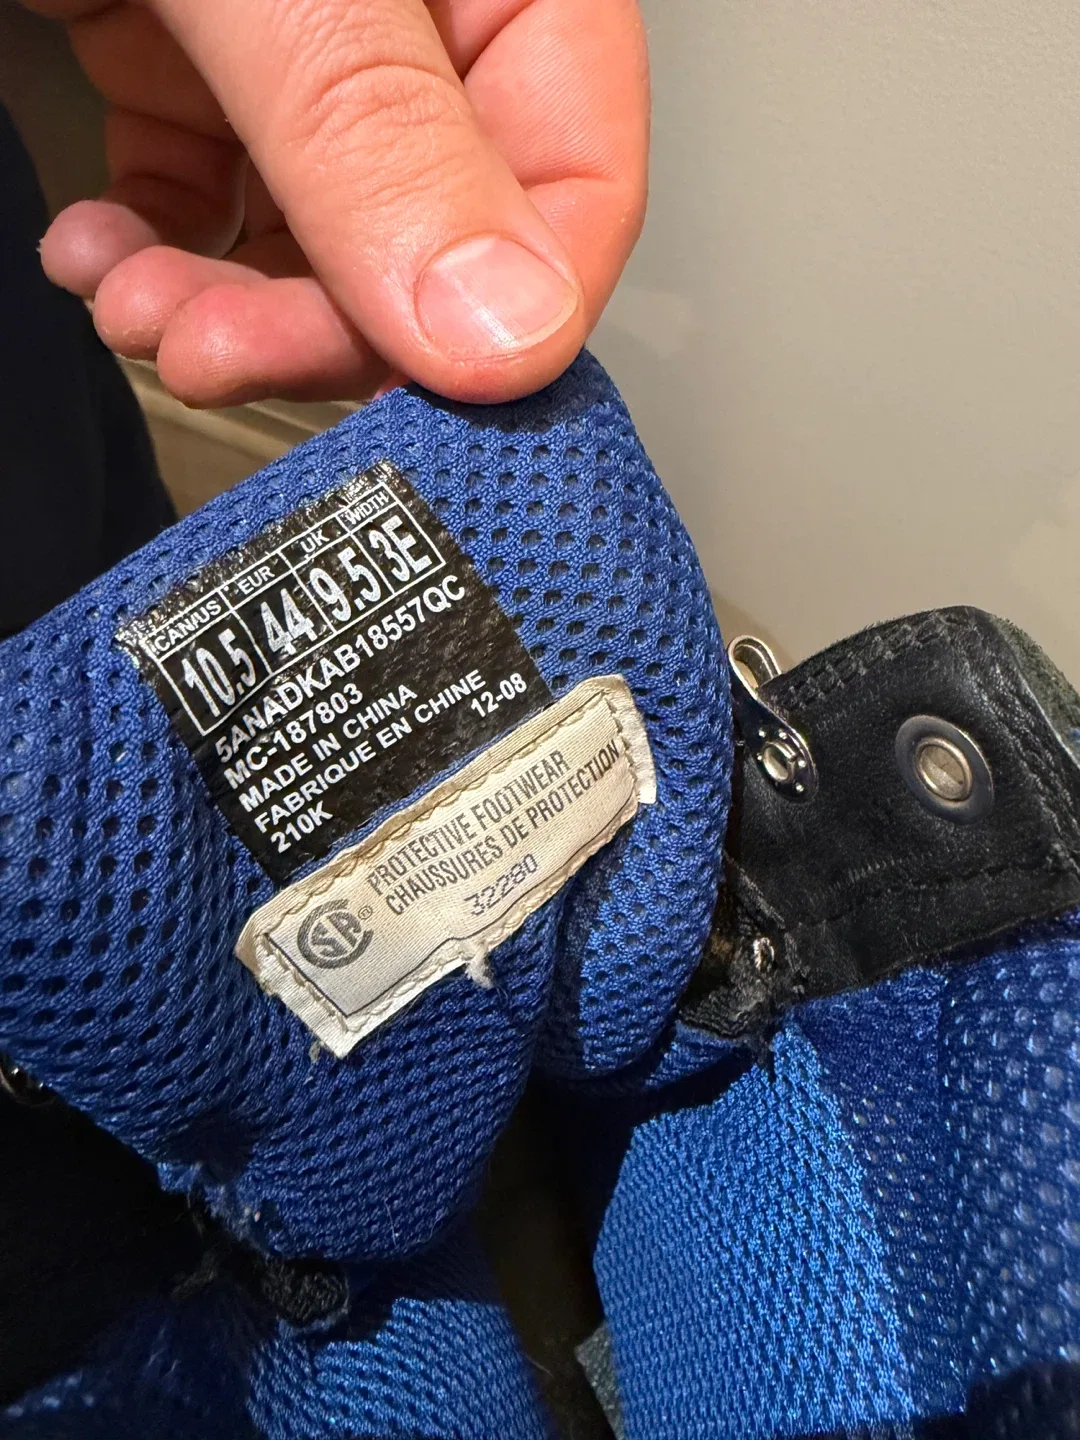 CAN/US EUR UK WIDTH
10.5 44 9.5 3E
5ANADKAB18557QC
MC-187803
MADE IN CHINA
FABRIQUE EN CHINE 12-08
210K
CSA®
PROTECTIVE FOOTWEAR
CHAUSSURES DE PROTECTION
32280